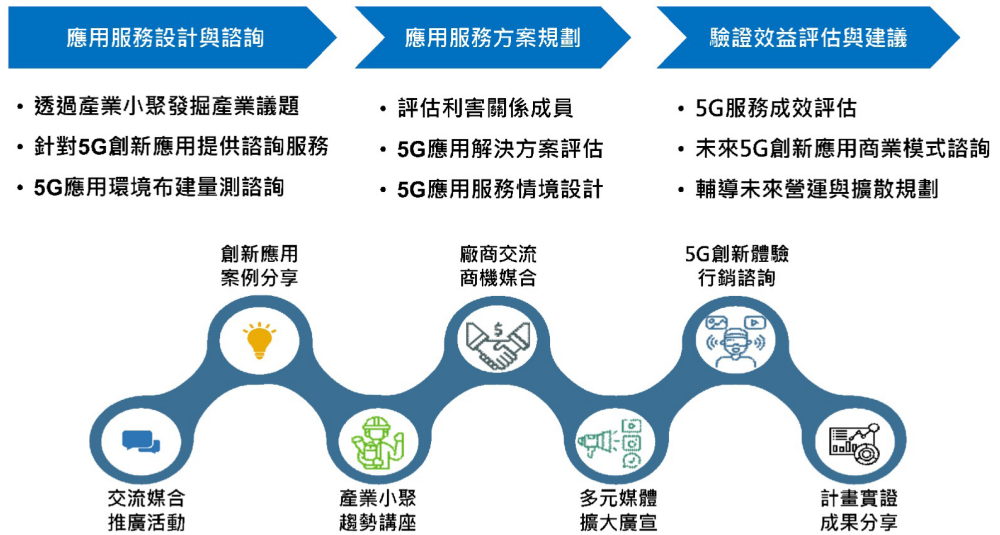 應用服務設計與諮詢
應用服務方案規劃
驗證效益評估與建議
• 透過產業小聚發掘產業議題
• 針對5G創新應用提供諮詢服務
• 5G應用環境布建量測諮詢
• 評估利害關係成員
• 5G應用解決方案評估
• 5G應用服務情境設計
• 5G服務成效評估
• 未來5G創新應用商業模式諮詢
• 輔導未來營運與擴散規劃
創新應用
案例分享
廠商交流
商機媒合
5G創新體驗
行銷諮詢
$
交流媒合
推廣活動
產業小聚
趨勢講座
多元媒體
擴大廣宣
計畫實證
成果分享